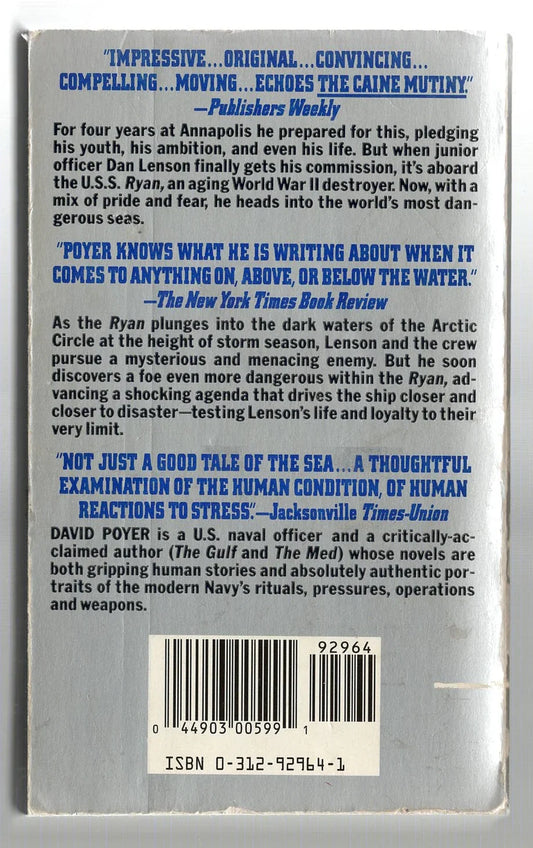 "IMPRESSIVE...ORIGINAL...CONVINCING...
COMPELLING...MOVING...ECHOES THE CAINE MUTINY."
—Publishers Weekly
For four years at Annapolis he prepared for this, pledging
his youth, his ambition, and even his life. But when junior
officer Dan Lenson finally gets his commission, it's aboard
the U.S.S. Ryan, an aging World War II destroyer. Now, with a
mix of pride and fear, he heads into the world's most dan-
gerous seas.
"POYER KNOWS WHAT HE IS WRITING ABOUT WHEN IT
COMES TO ANYTHING ON, ABOVE, OR BELOW THE WATER."
—The New York Times Book Review
As the Ryan plunges into the dark waters of the Arctic
Circle at the height of storm season, Lenson and the crew
pursue a mysterious and menacing enemy. But he soon
discovers a foe even more dangerous within the Ryan, ad-
vancing a shocking agenda that drives the ship closer and
closer to disaster—testing Lenson's life and loyalty to their
very limit.
"NOT JUST A GOOD TALE OF THE SEA...A THOUGHTFUL
EXAMINATION OF THE HUMAN CONDITION, OF HUMAN
REACTIONS TO STRESS."—Jacksonville Times-Union
DAVID POYER is a U.S. naval officer and a critically-ac-
claimed author (The Gulf and The Med) whose novels are
both gripping human stories and absolutely authentic por-
traits of the modern Navy's rituals, pressures, operations
and weapons.
92964
0 44903 00599 1
ISBN 0-312-92964-1